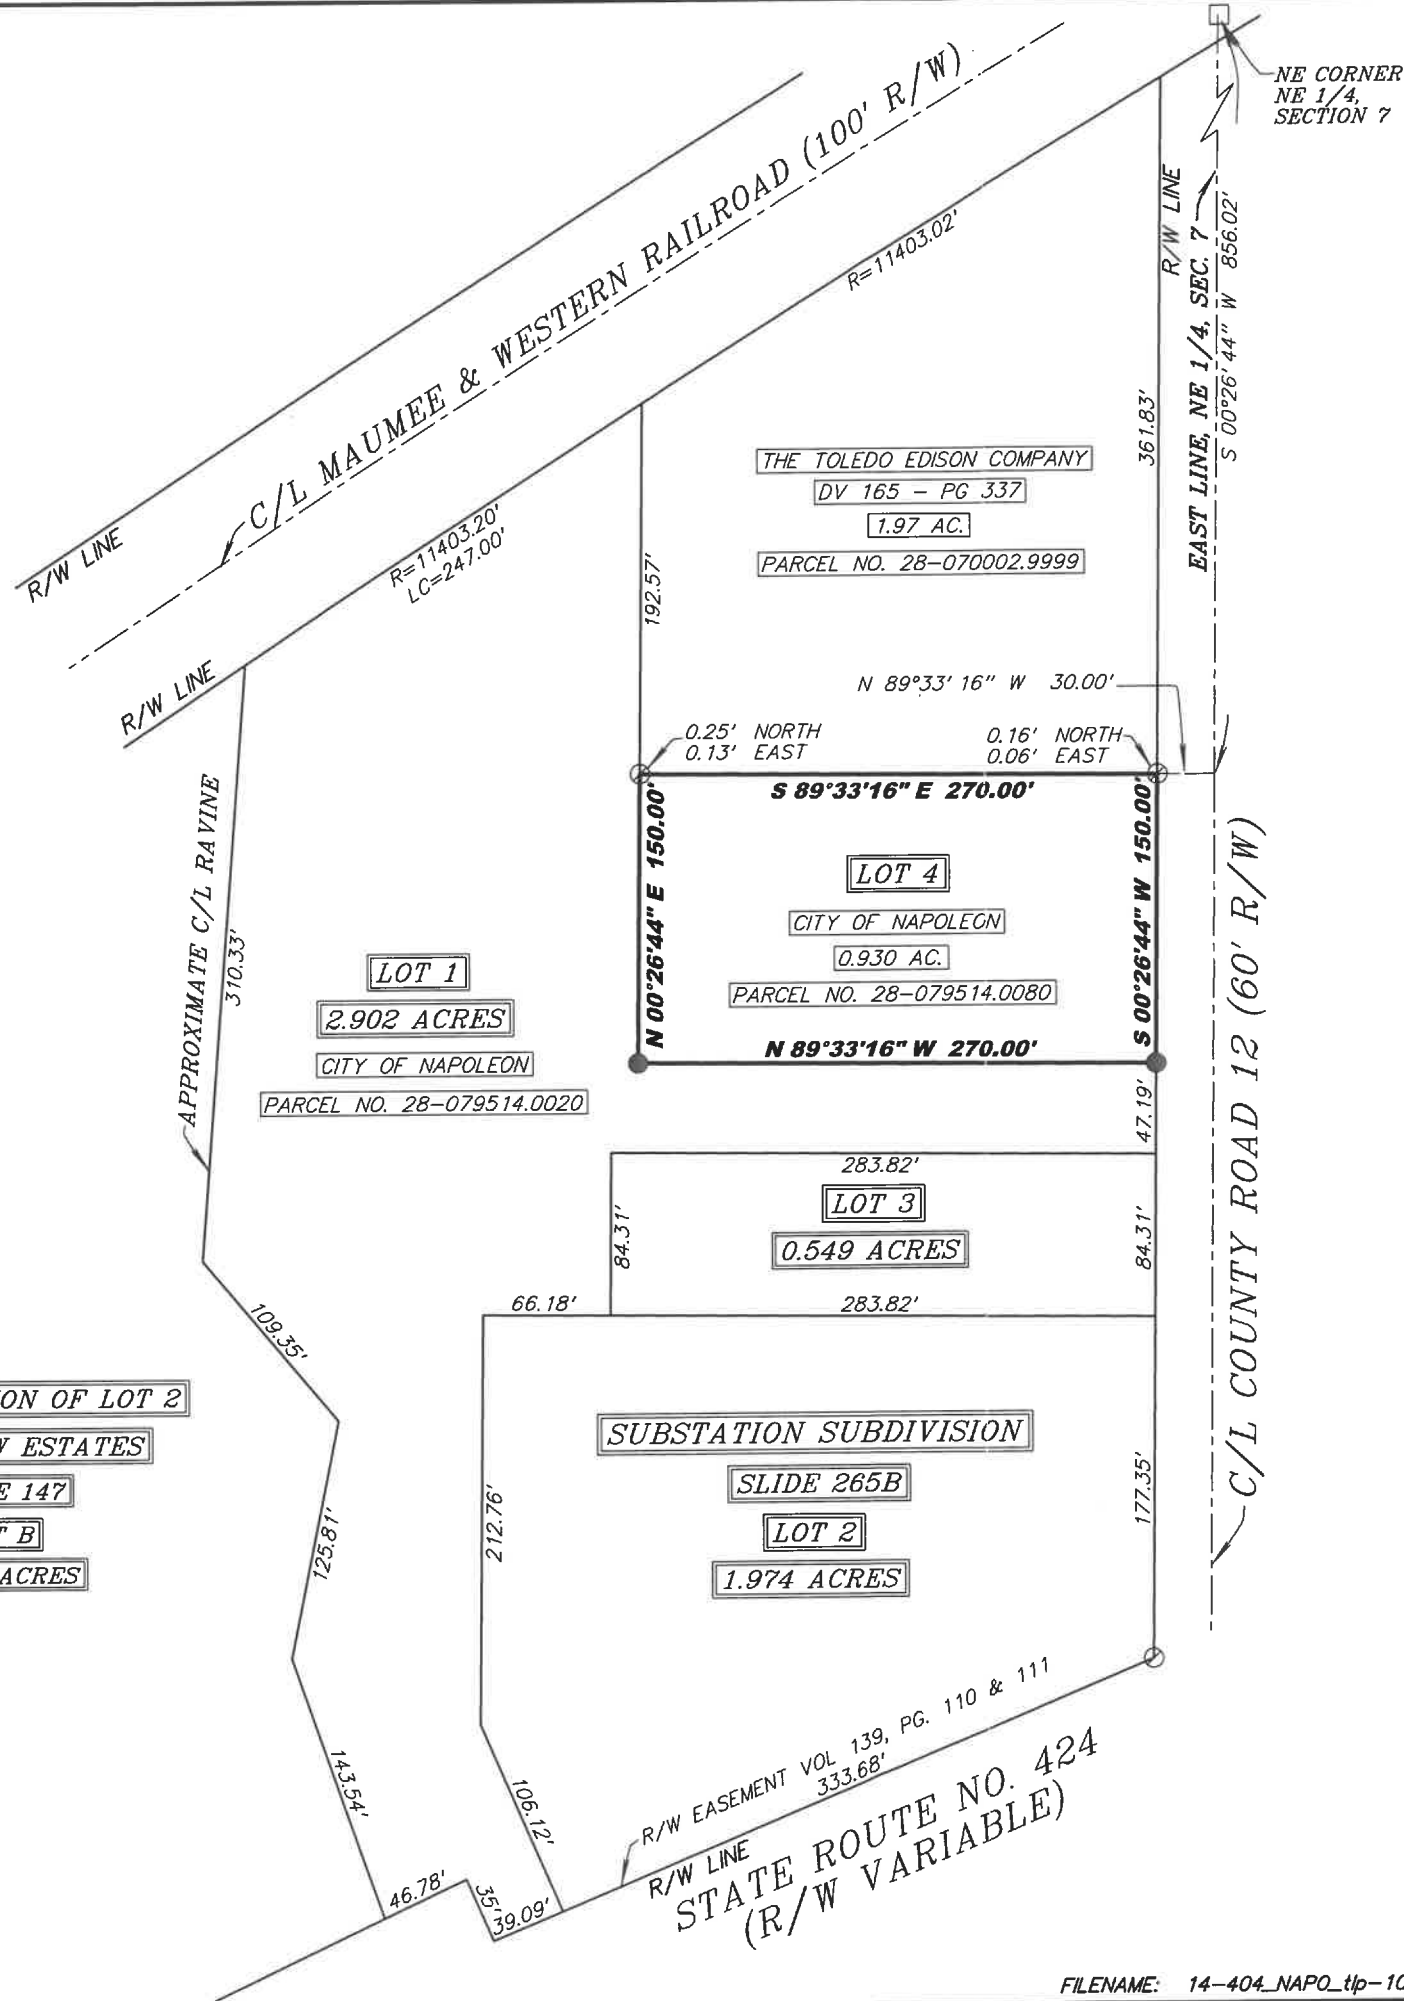 NE CORNER
NE 1/4,
SECTION 7
C/L MAUMEE & WESTERN RAILROAD (100' R/W)
R=11403.02'
R/W LINE
EAST LINE, NE 1/4, SEC. 7
S 00°26'44" W 856.02'
361.83'
THE TOLEDO EDISON COMPANY
DV 165 - PG 337
1.97 AC.
PARCEL NO. 28-070002.9999
R/W LINE
R=11403.20'
LC=247.00'
192.57'
R/W LINE
N 89°33'16" W 30.00'
0.25' NORTH
0.13' EAST
0.16' NORTH
0.06' EAST
S 89°33'16" E 270.00'
N 00°26'44" E 150.00'
S 00°26'44" W 150.00'
LOT 4
CITY OF NAPOLEON
0.930 AC.
PARCEL NO. 28-079514.0080
N 89°33'16" W 270.00'
APPROXIMATE C/L RAVINE
310.33'
LOT 1
2.902 ACRES
CITY OF NAPOLEON
PARCEL NO. 28-079514.0020
C/L COUNTY ROAD 12 (60' R/W)
47.19'
283.82'
LOT 3
0.549 ACRES
84.31'
84.31'
66.18'
283.82'
109.35'
ON OF LOT 2
W ESTATES
E 147
T B
ACRES
SUBSTATION SUBDIVISION
SLIDE 265B
LOT 2
1.974 ACRES
212.76'
177.35'
125.81'
143.54'
106.12'
R/W EASEMENT VOL 139, PG. 110 & 111
333.68'
R/W LINE
STATE ROUTE NO. 424
(R/W VARIABLE)
46.78'
35'
39.09'
FILENAME: 14-404_NAPO_tlp-10